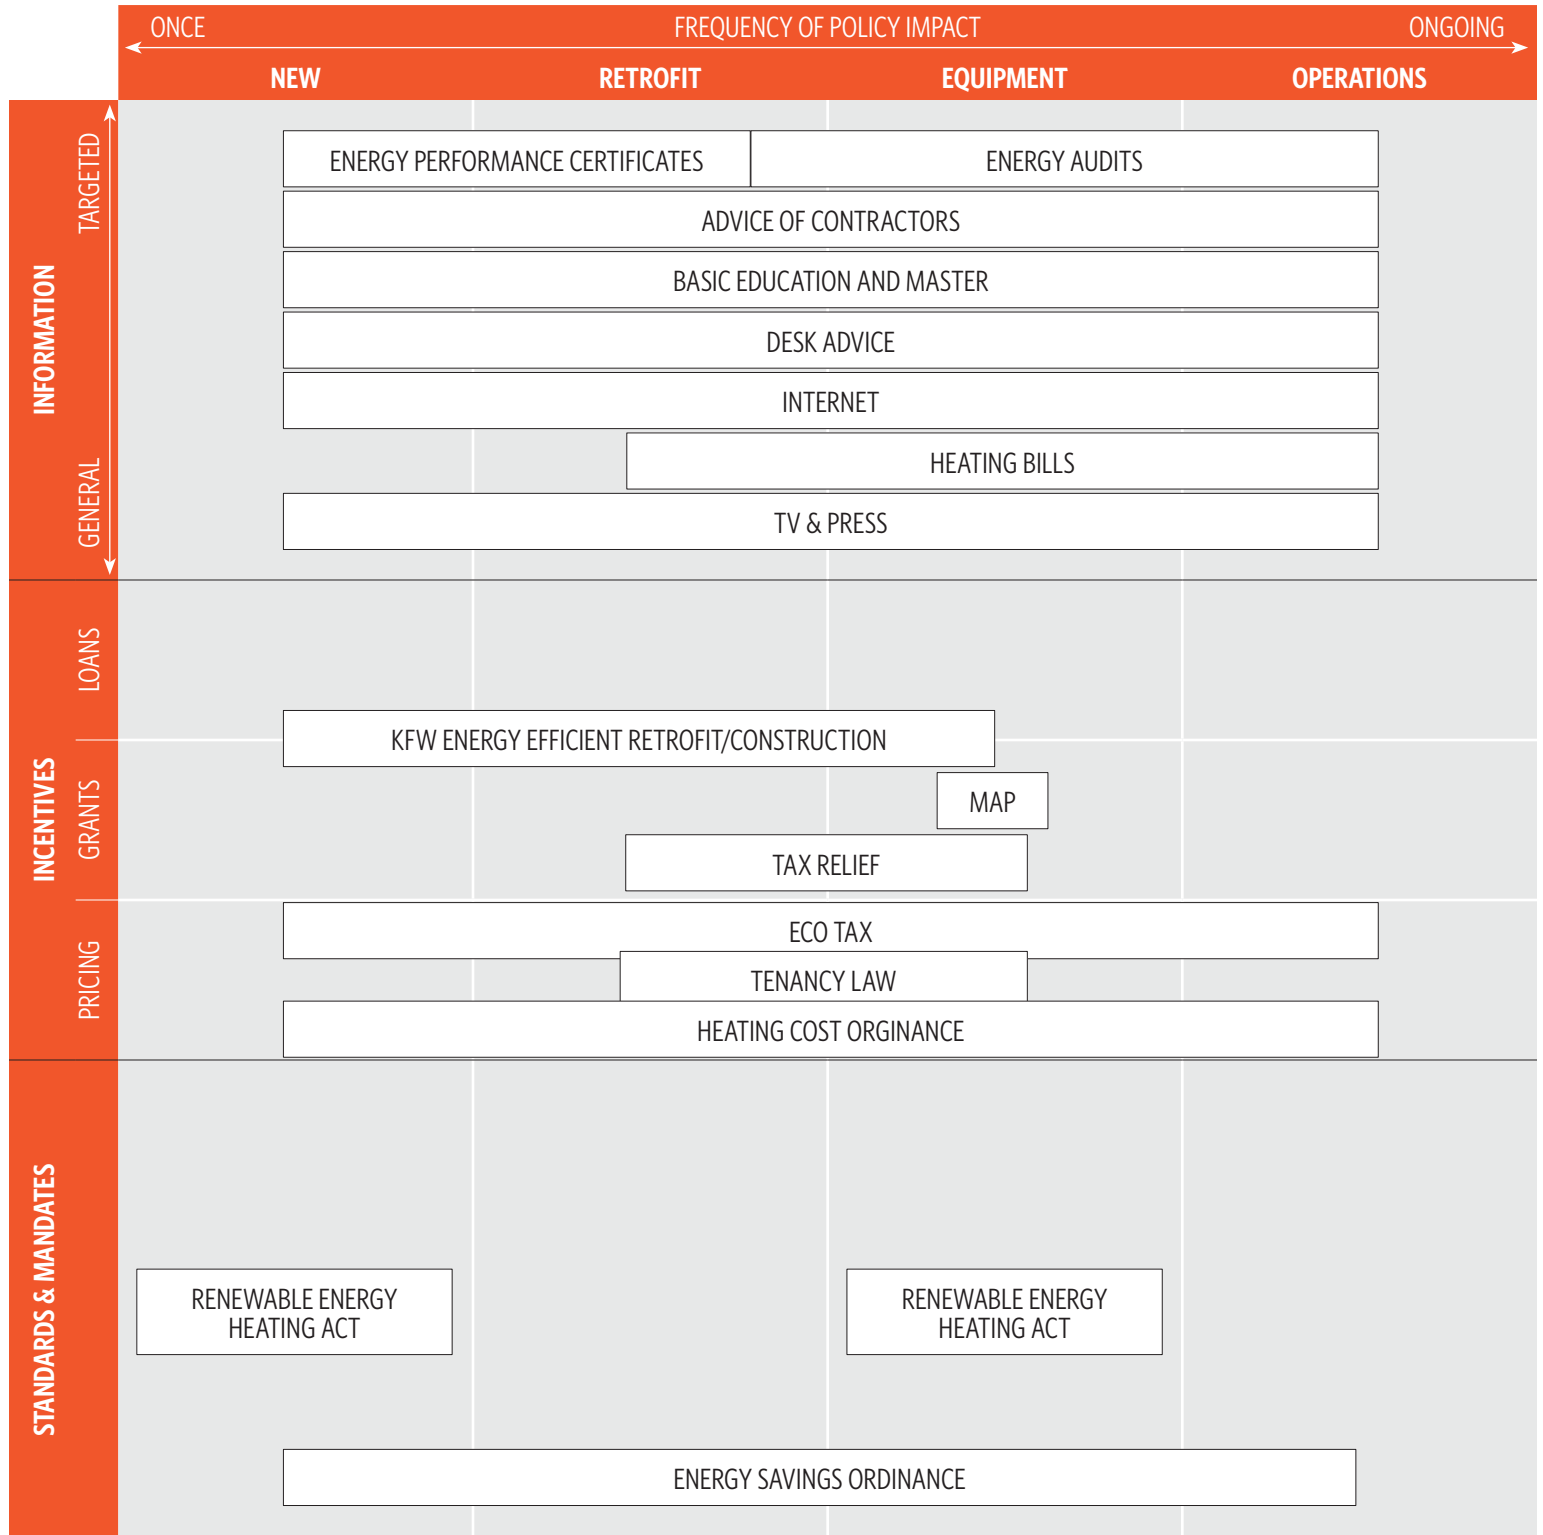 ONCE
FREQUENCY OF POLICY IMPACT
ONGOING
NEW
RETROFIT
EQUIPMENT
OPERATIONS
INFORMATION
TARGETED
GENERAL
ENERGY PERFORMANCE CERTIFICATES
ENERGY AUDITS
ADVICE OF CONTRACTORS
BASIC EDUCATION AND MASTER
DESK ADVICE
INTERNET
HEATING BILLS
TV & PRESS
INCENTIVES
LOANS
GRANTS
PRICING
KFW ENERGY EFFICIENT RETROFIT/CONSTRUCTION
MAP
TAX RELIEF
ECO TAX
TENANCY LAW
HEATING COST ORGINANCE
STANDARDS & MANDATES
RENEWABLE ENERGY
HEATING ACT
RENEWABLE ENERGY
HEATING ACT
ENERGY SAVINGS ORDINANCE